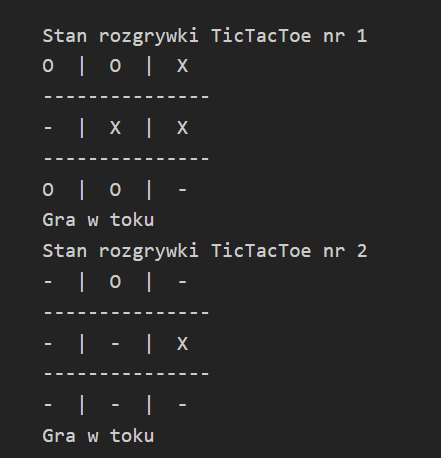 Stan rozgrywki TicTacToe nr 1
O | O | X
---------------
- | X | X
---------------
O | O | -
Gra w toku
Stan rozgrywki TicTacToe nr 2
- | O | -
---------------
- | - | X
---------------
- | - | -
Gra w toku